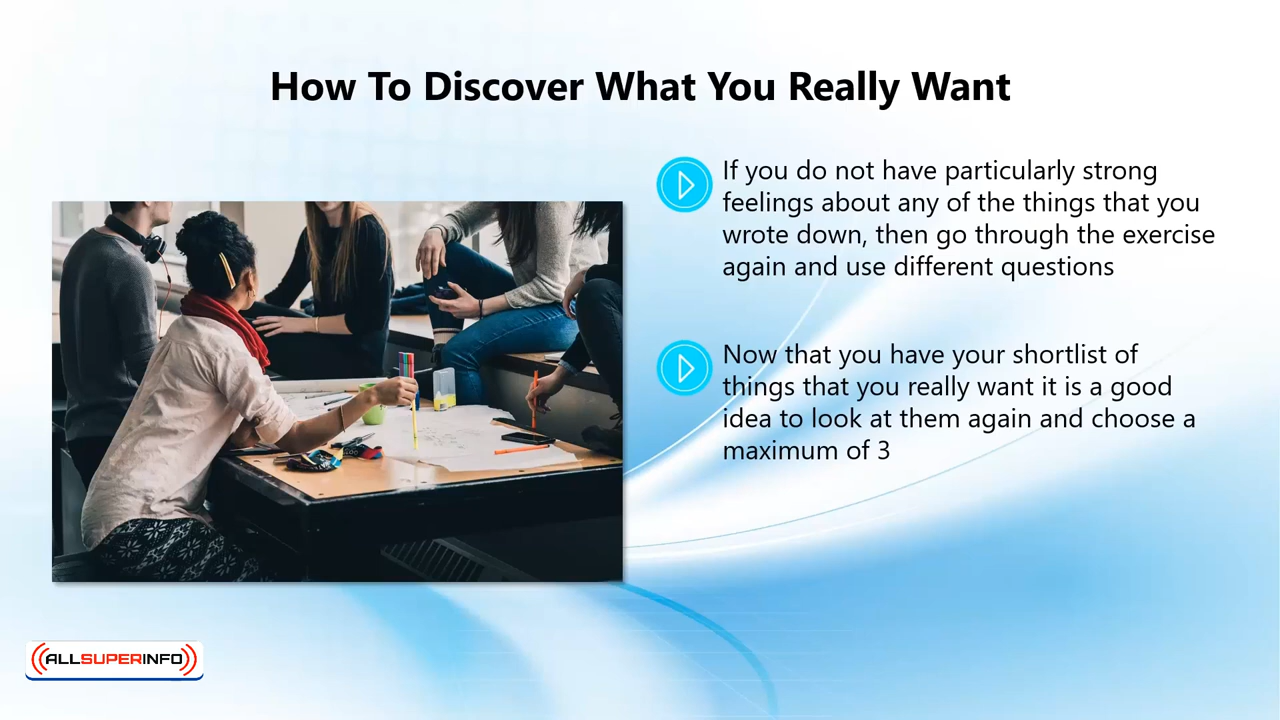 How To Discover What You Really Want
If you do not have particularly strong
feelings about any of the things that you
wrote down, then go through the exercise
again and use different questions
Now that you have your shortlist of
things that you really want it is a good
idea to look at them again and choose a
maximum of 3
ALLSUPERINFO